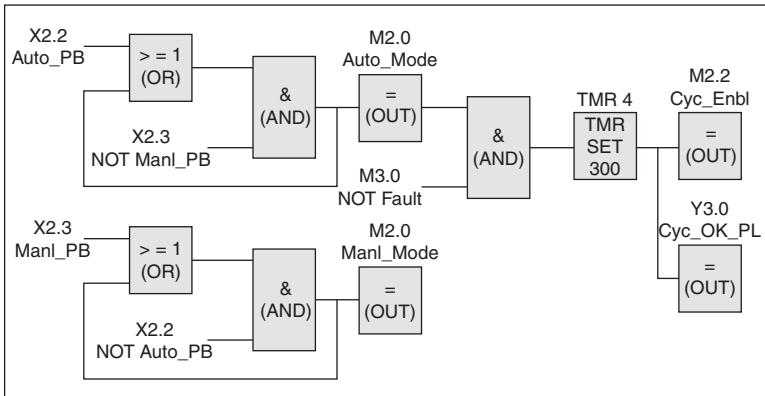 X2.2
Auto_PB
> = 1
(OR)
&
(AND)
X2.3
NOT Manl_PB
M2.0
Auto_Mode
=
(OUT)
&
(AND)
M3.0
NOT Fault
TMR 4
TMR
SET
300
M2.2
Cyc_Enbl
=
(OUT)
Y3.0
Cyc_OK_PL
=
(OUT)
X2.3
Manl_PB
> = 1
(OR)
&
(AND)
X2.2
NOT Auto_PB
M2.0
Manl_Mode
=
(OUT)